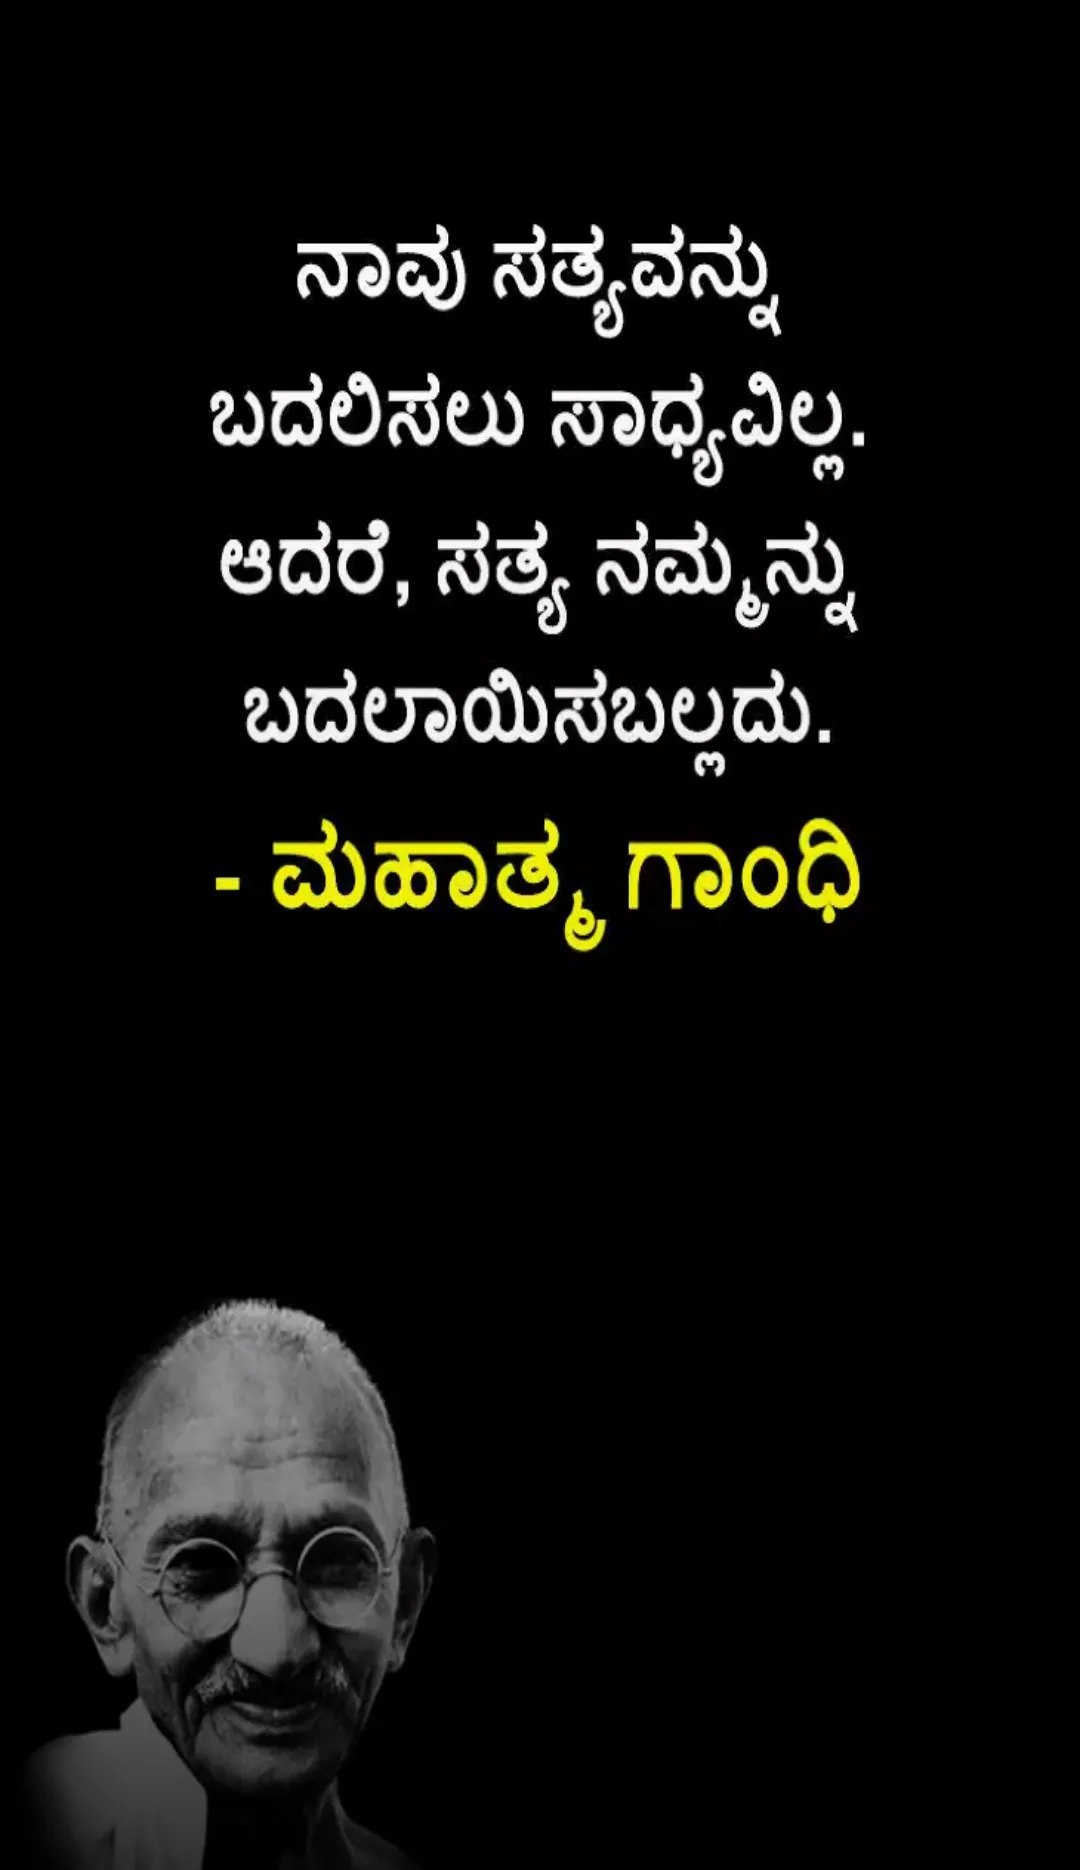 ನಾವು ಸತ್ಯವನ್ನು
ಬದಲಿಸಲು ಸಾಧ್ಯವಿಲ್ಲ.
ಆದರೆ, ಸತ್ಯ ನಮ್ಮನ್ನು
ಬದಲಾಯಿಸಬಲ್ಲದು.
- ಮಹಾತ್ಮ ಗಾಂಧಿ